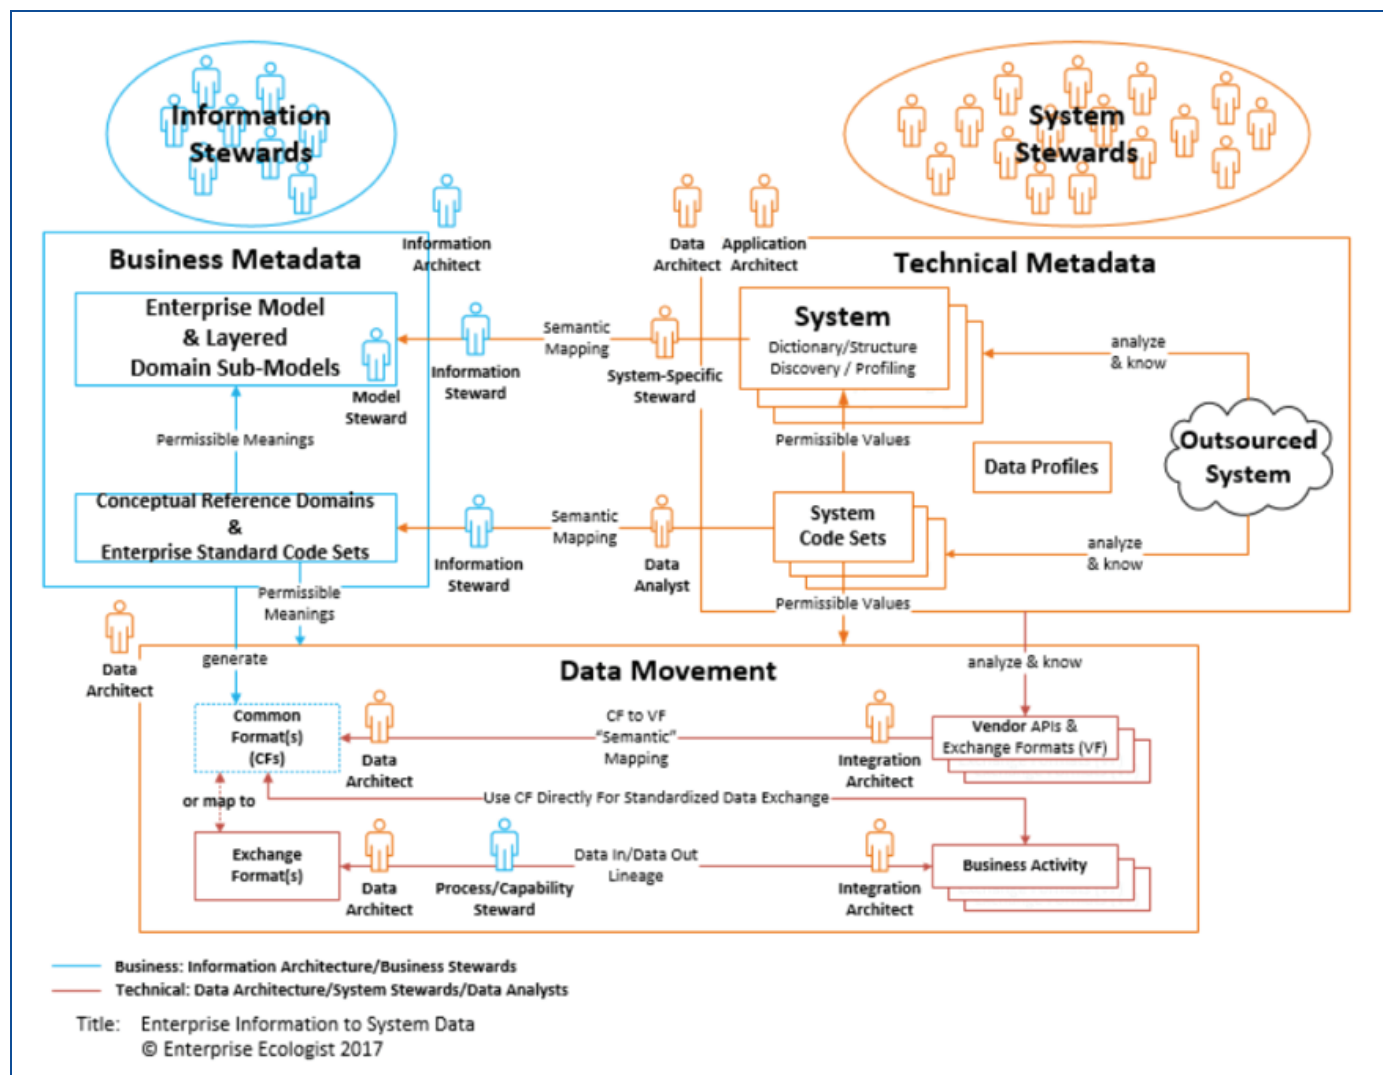 Information
Stewards
System
Stewards
Information
Architect
Data
Architect
Application
Architect
Business Metadata
Technical Metadata
Enterprise Model
& Layered
Domain Sub-Models
Model
Steward
Information
Steward
Semantic
Mapping
System-Specific
Steward
System
Dictionary/Structure
Discovery / Profiling
analyze
& know
Permissible Meanings
Permissible Values
Data Profiles
Outsourced
System
Conceptual Reference Domains
&
Enterprise Standard Code Sets
Information
Steward
Semantic
Mapping
Data
Analyst
System
Code Sets
analyze
& know
Permissible
Meanings
Permissible Values
Data
Architect
generate
Data Movement
analyze & know
Common
Format(s)
(CFs)
Data
Architect
CF to VF
“Semantic”
Mapping
Integration
Architect
Vendor APIs &
Exchange Formats (VF)
or map to
Use CF Directly For Standardized Data Exchange
Exchange
Format(s)
Data
Architect
Process/Capability
Steward
Data In/Data Out
Lineage
Integration
Architect
Business Activity
Business: Information Architecture/Business Stewards
Technical: Data Architecture/System Stewards/Data Analysts
Title: Enterprise Information to System Data
© Enterprise Ecologist 2017